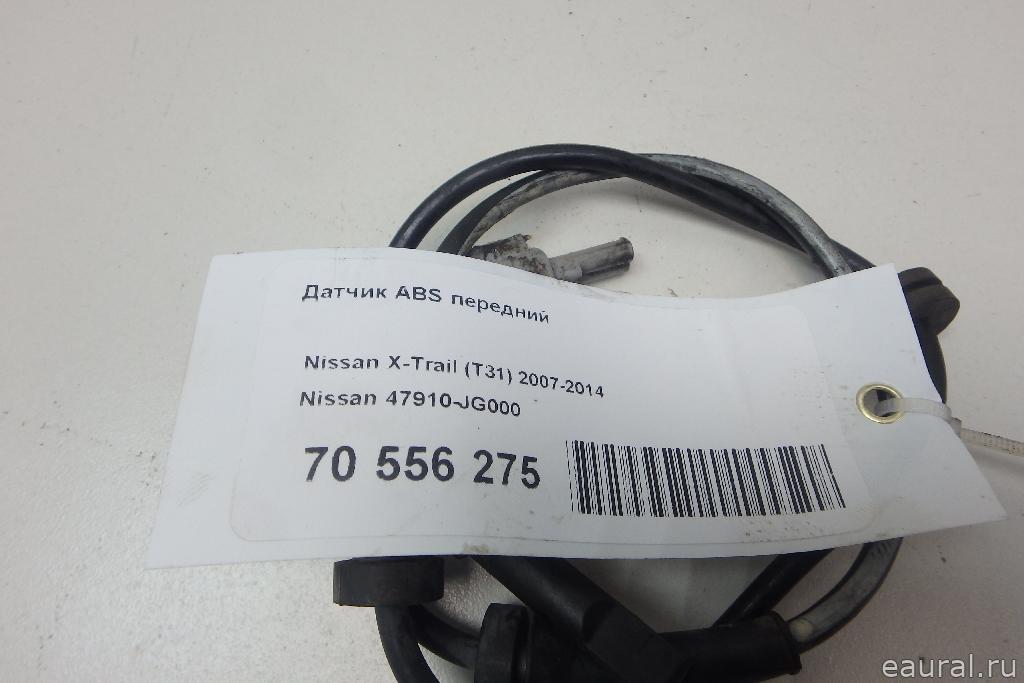 Датчик ABS передний
Nissan X-Trail (T31) 2007-2014
Nissan 47910-JG000
70 556 275
eaural.ru